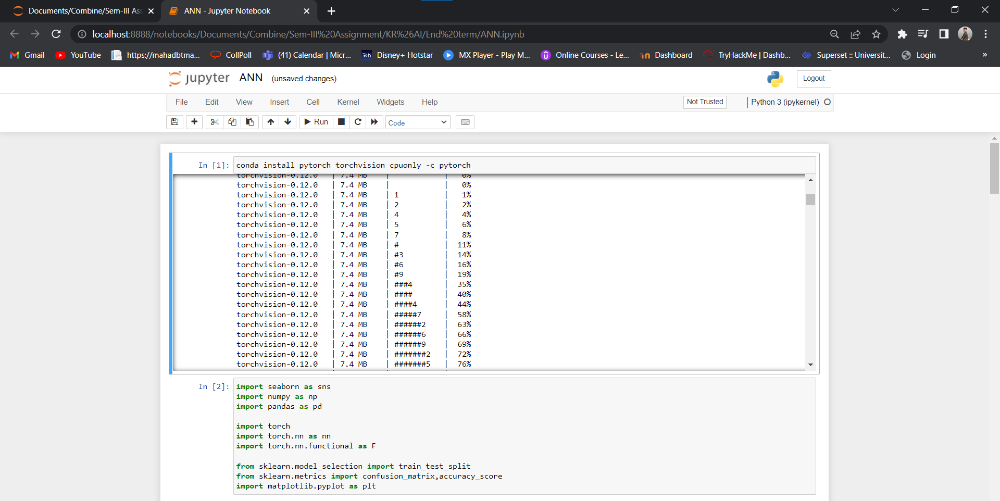 Documents/Combine/Sem-III Ass
ANN - Jupyter Notebook
localhost:8888/notebooks/Documents/Combine/Sem-III%20Assignment/KR%26AI/End%20term/ANN.ipynb
Gmail YouTube https://mahadbtma... CollPoll (41) Calendar | Micr... Disney+ Hotstar MX Player - Play M... Online Courses - Le... Dashboard TryHackMe | Dashb... Superset :: Universit... Login »
jupyter ANN (unsaved changes) Logout
File Edit View Insert Cell Kernel Widgets Help Not Trusted Python 3 (ipykernel)
Run Code
In [1]: conda install pytorch torchvision cpuonly -c pytorch
torchvision-0.12.0 | 7.4 MB | | 0%
torchvision-0.12.0 | 7.4 MB | | 0%
torchvision-0.12.0 | 7.4 MB | 1 | 1%
torchvision-0.12.0 | 7.4 MB | 2 | 2%
torchvision-0.12.0 | 7.4 MB | 4 | 4%
torchvision-0.12.0 | 7.4 MB | 5 | 6%
torchvision-0.12.0 | 7.4 MB | 7 | 8%
torchvision-0.12.0 | 7.4 MB | # | 11%
torchvision-0.12.0 | 7.4 MB | #3 | 14%
torchvision-0.12.0 | 7.4 MB | #6 | 16%
torchvision-0.12.0 | 7.4 MB | #9 | 19%
torchvision-0.12.0 | 7.4 MB | ###4 | 35%
torchvision-0.12.0 | 7.4 MB | #### | 40%
torchvision-0.12.0 | 7.4 MB | ####4 | 44%
torchvision-0.12.0 | 7.4 MB | #####7 | 58%
torchvision-0.12.0 | 7.4 MB | ######2 | 63%
torchvision-0.12.0 | 7.4 MB | ######6 | 66%
torchvision-0.12.0 | 7.4 MB | ######9 | 69%
torchvision-0.12.0 | 7.4 MB | #######2 | 72%
torchvision-0.12.0 | 7.4 MB | #######5 | 76%
In [2]: import seaborn as sns
import numpy as np
import pandas as pd
import torch
import torch.nn as nn
import torch.nn.functional as F
from sklearn.model_selection import train_test_split
from sklearn.metrics import confusion_matrix,accuracy_score
import matplotlib.pyplot as plt